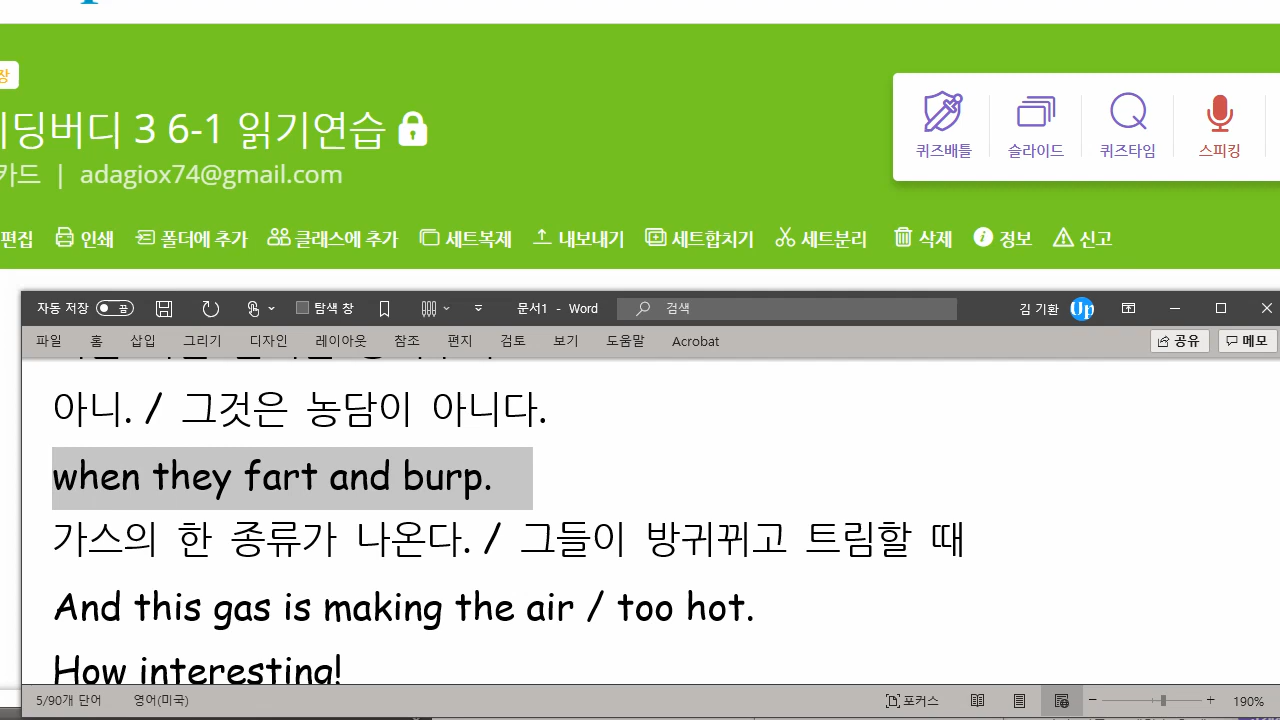 장
딩버디 3 6-1 읽기연습
카드 | adagiox74@gmail.com
퀴즈배틀 슬라이드 퀴즈타임 스피킹
편집 인쇄 폴더에 추가 클래스에 추가 세트복제 내보내기 세트합치기 세트분리 삭제 정보 신고
자동 저장 끔 탐색 창 문서1 - Word 검색 김 기환 Up
파일 홈 삽입 그리기 디자인 레이아웃 참조 편지 검토 보기 도움말 Acrobat 공유 메모
아니. / 그것은 농담이 아니다.
when they fart and burp.
가스의 한 종류가 나온다. / 그들이 방귀뀌고 트림할 때
And this gas is making the air / too hot.
How interesting!
5/90개 단어 영어(미국) 포커스 190%